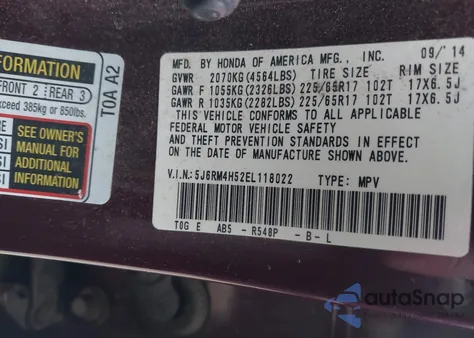 FORMATION
FRONT 2 REAR 3
exceed 385kg or 850lbs.
SEE OWNER'S
MANUAL FOR
ADDITIONAL
INFORMATION
TOA A2
MFD. BY HONDA OF AMERICA MFG., INC. 09/'14
GVWR 2070KG(4564LBS) TIRE SIZE RIM SIZE
GAWR F 1055KG(2326LBS) 225/65R17 102T 17X6.5J
GAWR R 1035KG(2282LBS) 225/65R17 102T 17X6.5J
THIS VEHICLE CONFORMS TO ALL APPLICABLE
FEDERAL MOTOR VEHICLE SAFETY
AND THEFT PREVENTION STANDARDS IN EFFECT
ON THE DATE OF MANUFACTURE SHOWN ABOVE.
V.I.N.:5J6RM4H52EL118022 TYPE: MPV
TOG E AB5 - R548P - B - L
autoSnap